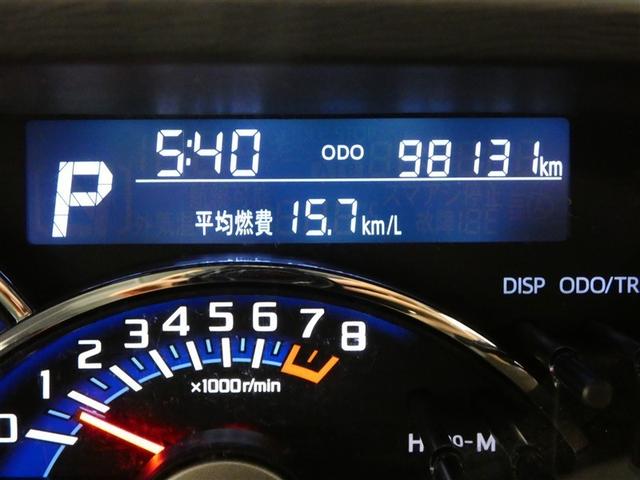 P 5:40 ODO 98131km
平均燃費 15.7km/L
DISP ODO/TR
0 1 2 3 4 5 6 7 8
×1000r/min